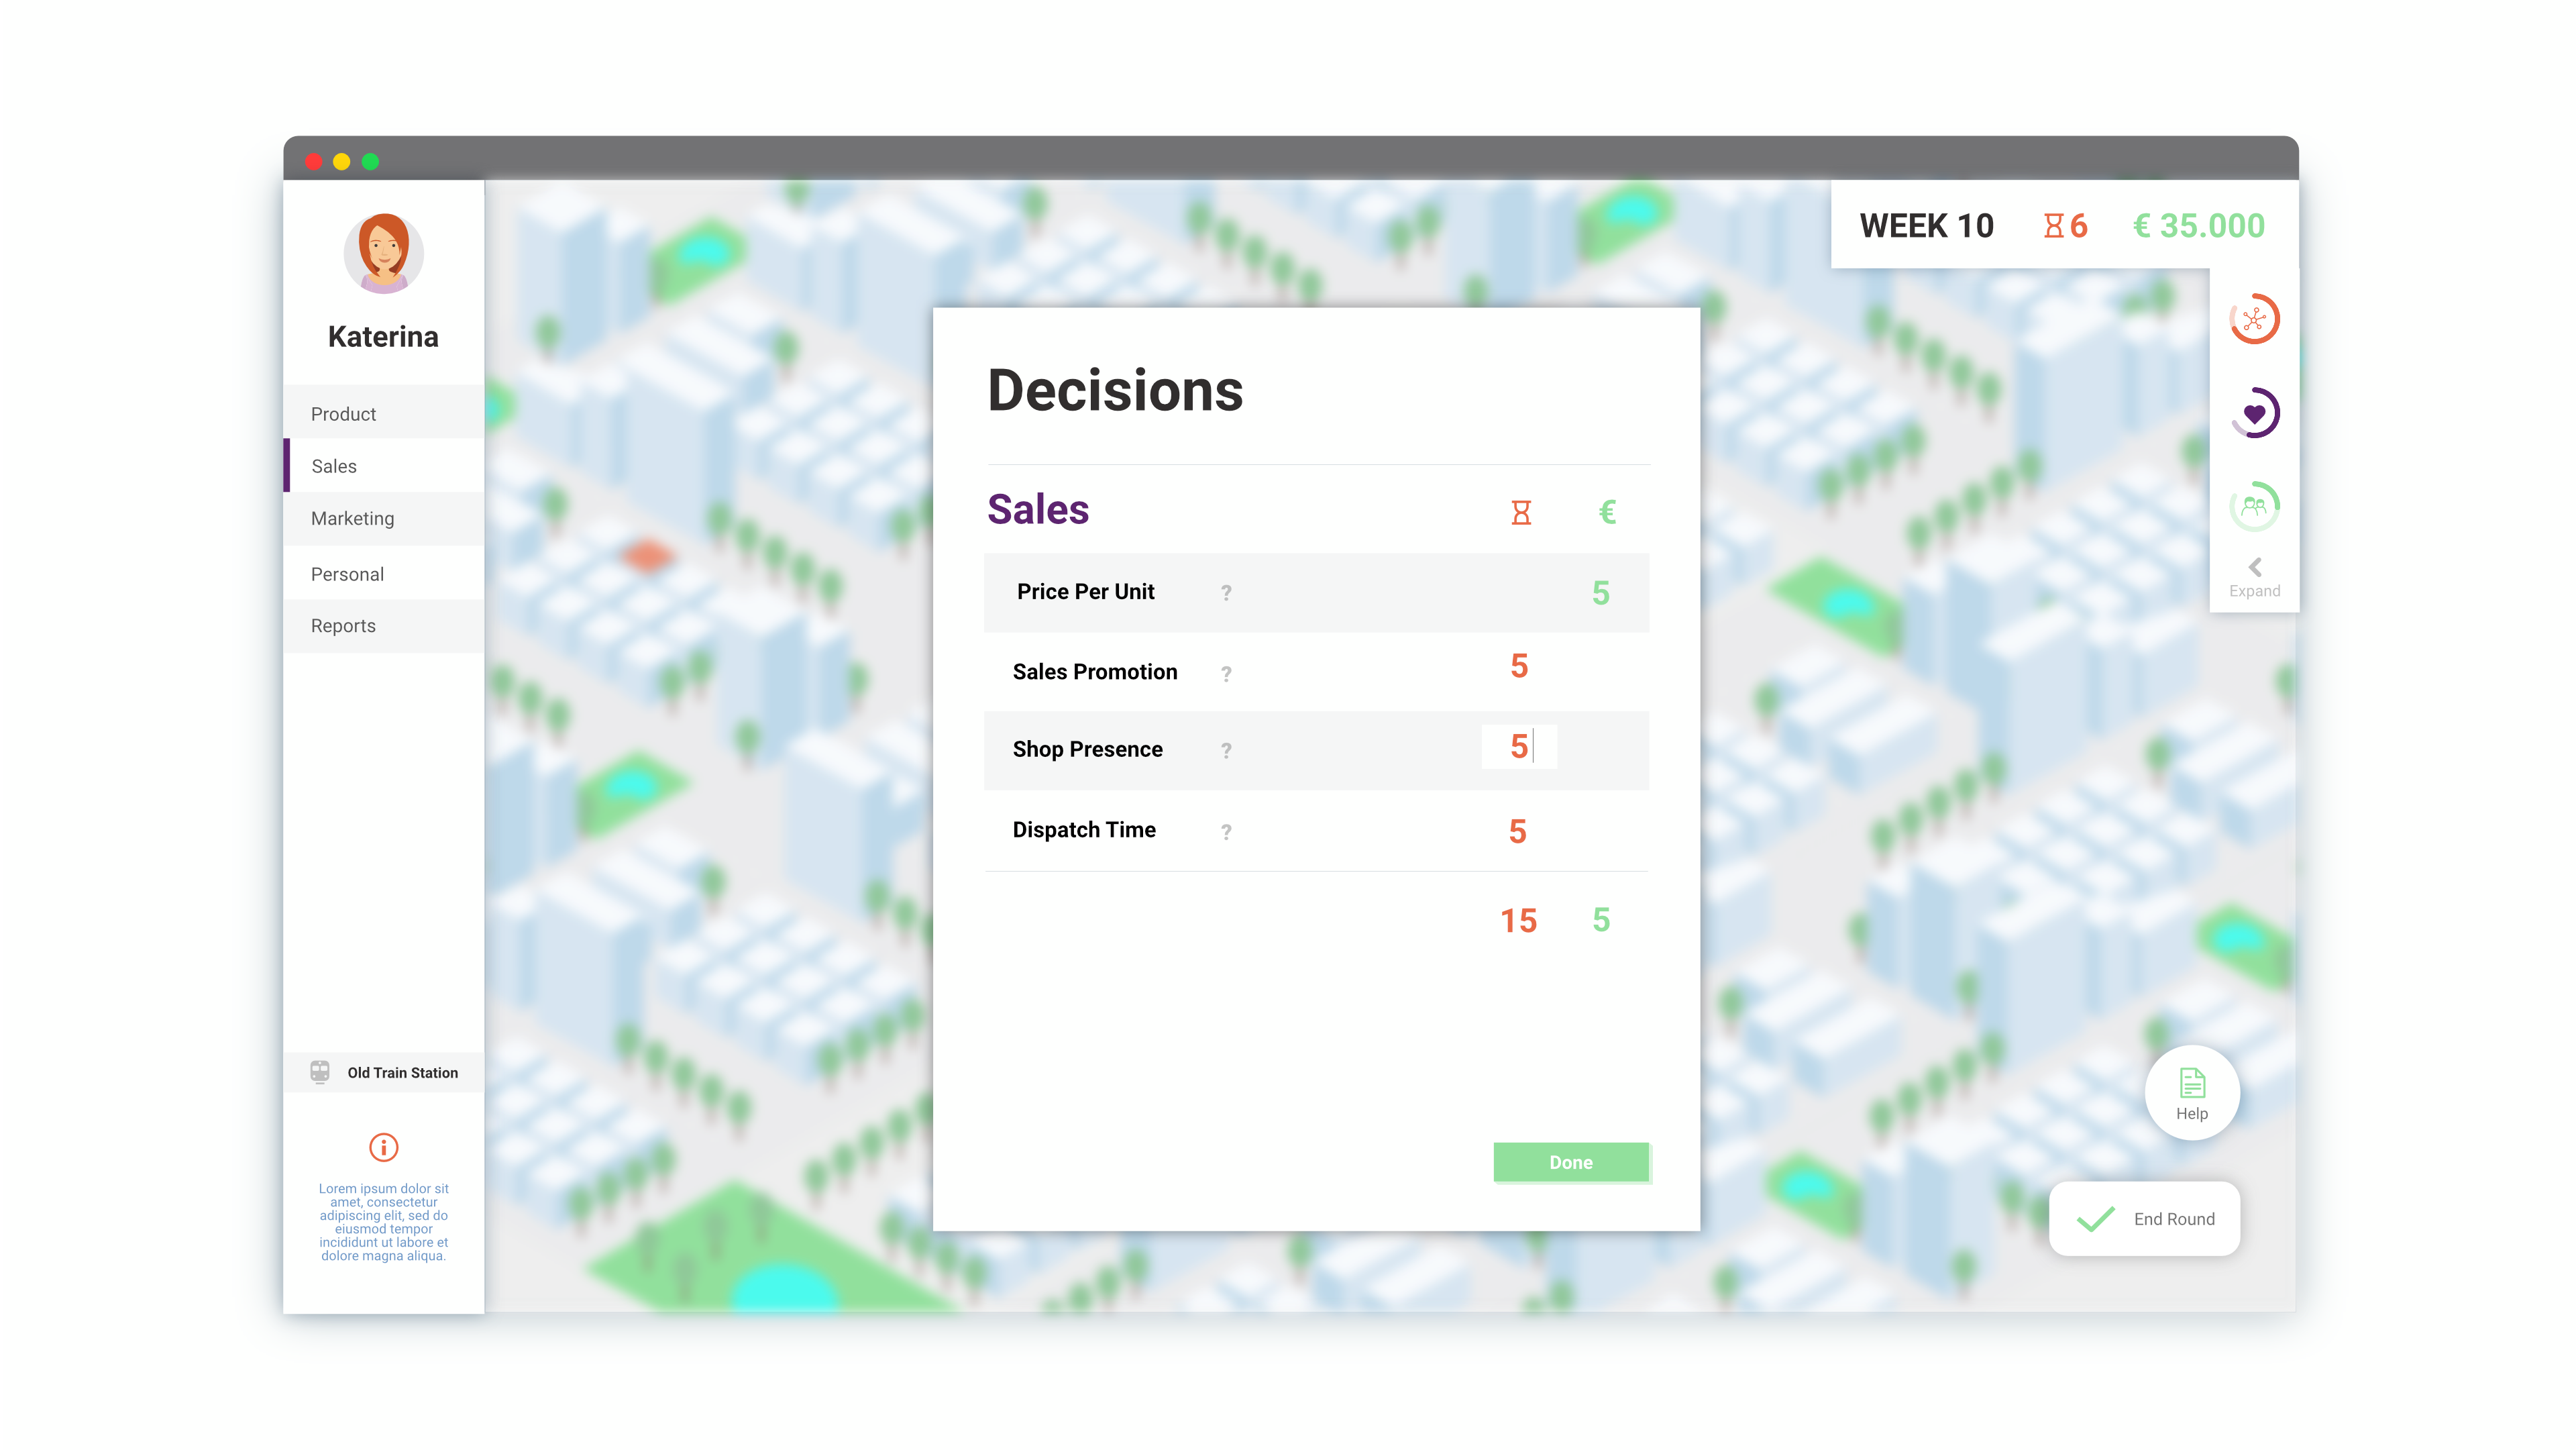 Katerina
Product
Sales
Marketing
Personal
Reports
Old Train Station
Lorem ipsum dolor sit
amet, consectetur
adipiscing elit, sed do
eiusmod tempor
incididunt ut labore et
dolore magna aliqua.
WEEK 10 6 € 35.000
Expand
Decisions
Sales €
Price Per Unit ? 5
Sales Promotion ? 5
Shop Presence ? 5
Dispatch Time ? 5
15 5
Done
Help
End Round